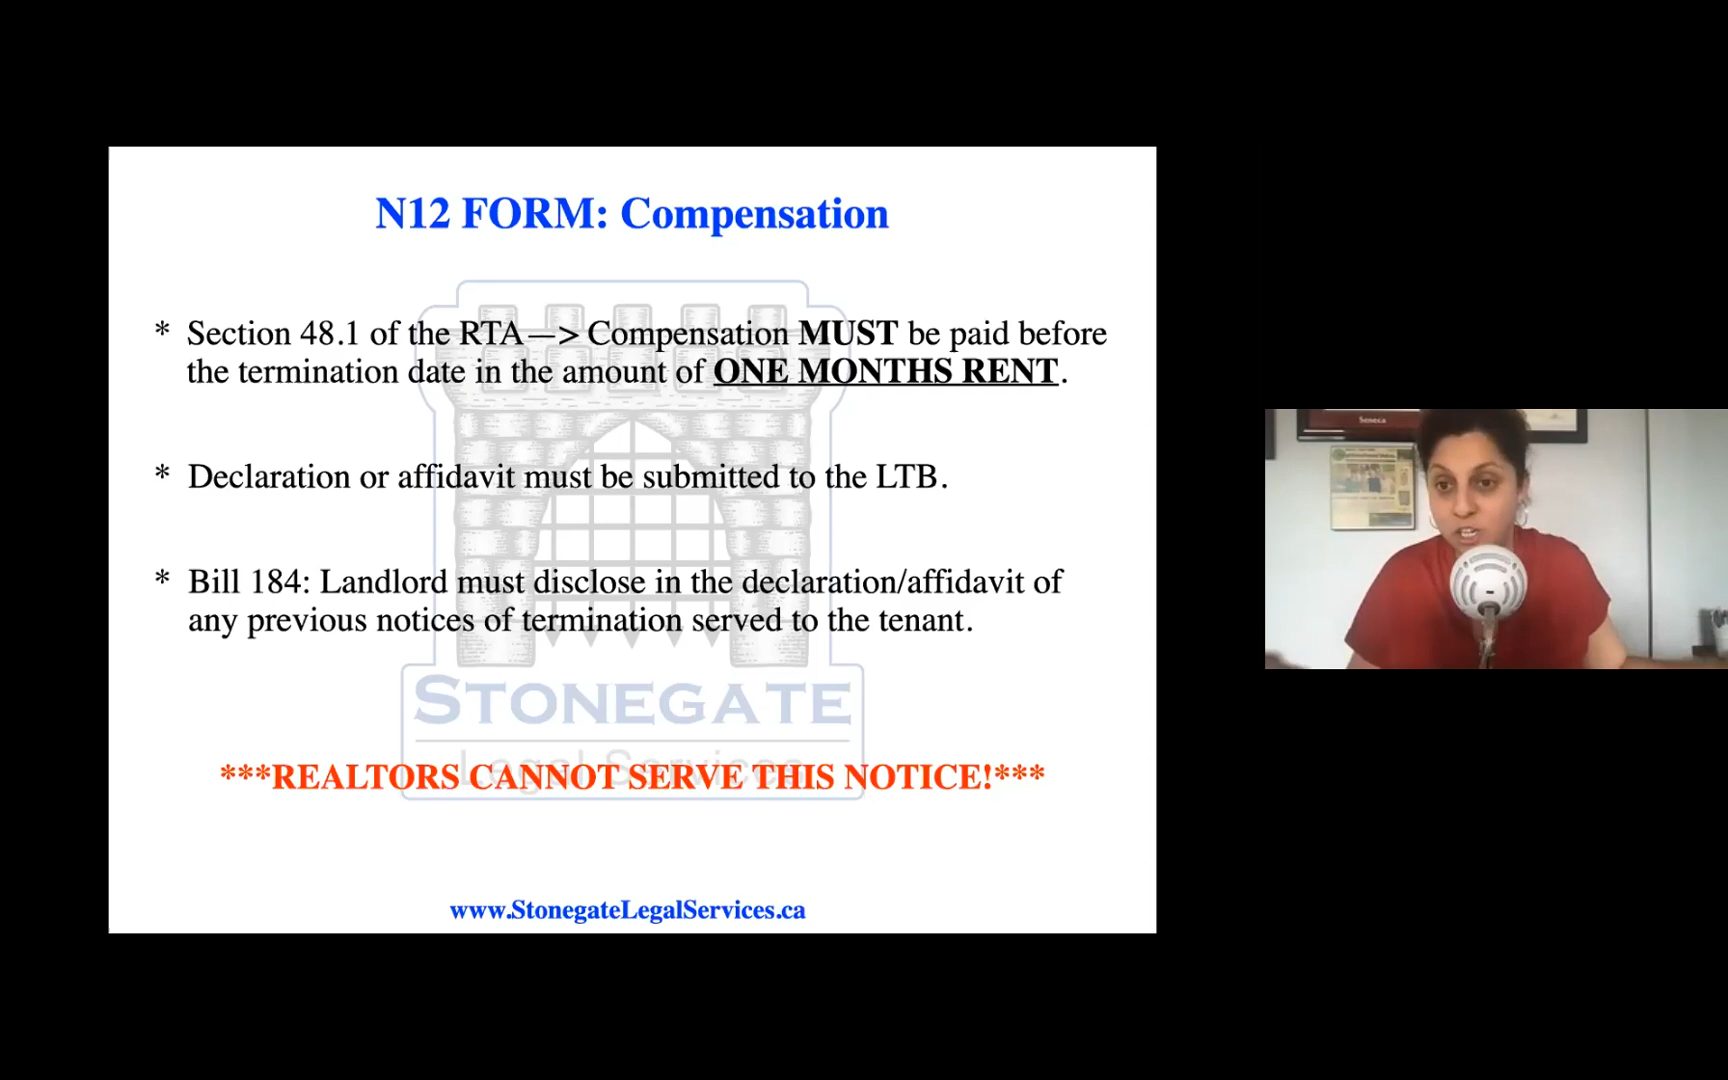 N12 FORM: Compensation
* Section 48.1 of the RTA—> Compensation MUST be paid before
the termination date in the amount of ONE MONTHS RENT.
* Declaration or affidavit must be submitted to the LTB.
* Bill 184: Landlord must disclose in the declaration/affidavit of
any previous notices of termination served to the tenant.
STONEGATE
Legal Services
***REALTORS CANNOT SERVE THIS NOTICE!***
www.StonegateLegalServices.ca
Seneca